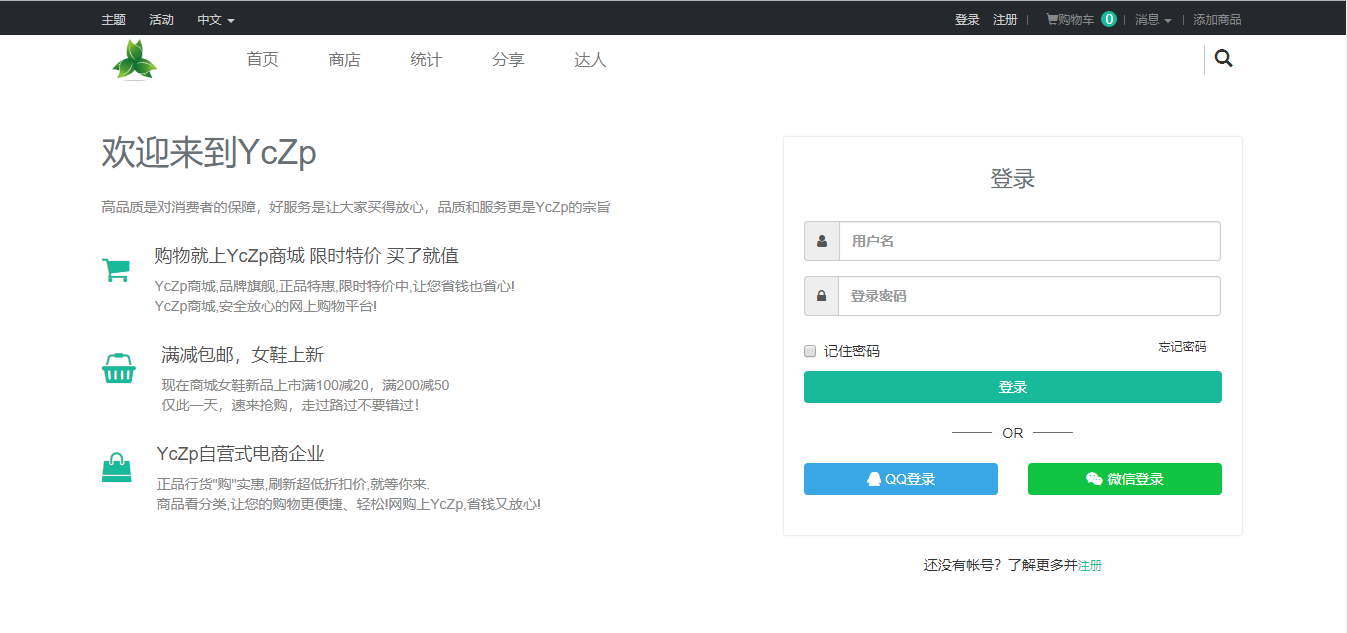 主题 活动 中文 登录 注册 | 购物车 0 | 消息 | 添加商品
首页 商店 统计 分享 达人
欢迎来到YcZp
高品质是对消费者的保障，好服务是让大家买得放心，品质和服务更是YcZp的宗旨
购物就上YcZp商城 限时特价 买了就值
YcZp商城,品牌旗舰,正品特惠,限时特价中,让您省钱也省心!
YcZp商城,安全放心的网上购物平台!
满减包邮，女鞋上新
现在商城女鞋新品上市满100减20，满200减50
仅此一天，速来抢购，走过路过不要错过！
YcZp自营式电商企业
正品行货"购"实惠,刷新超低折扣价,就等你来.
商品看分类,让您的购物更便捷、轻松!网购上YcZp,省钱又放心!
登录
用户名
登录密码
记住密码 忘记密码
登录
OR
QQ登录 微信登录
还没有帐号？了解更多并注册